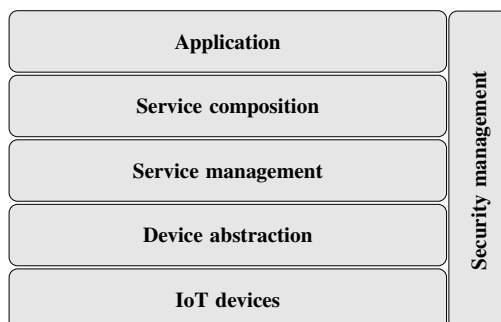 Application
Service composition
Service management
Device abstraction
IoT devices
Security management